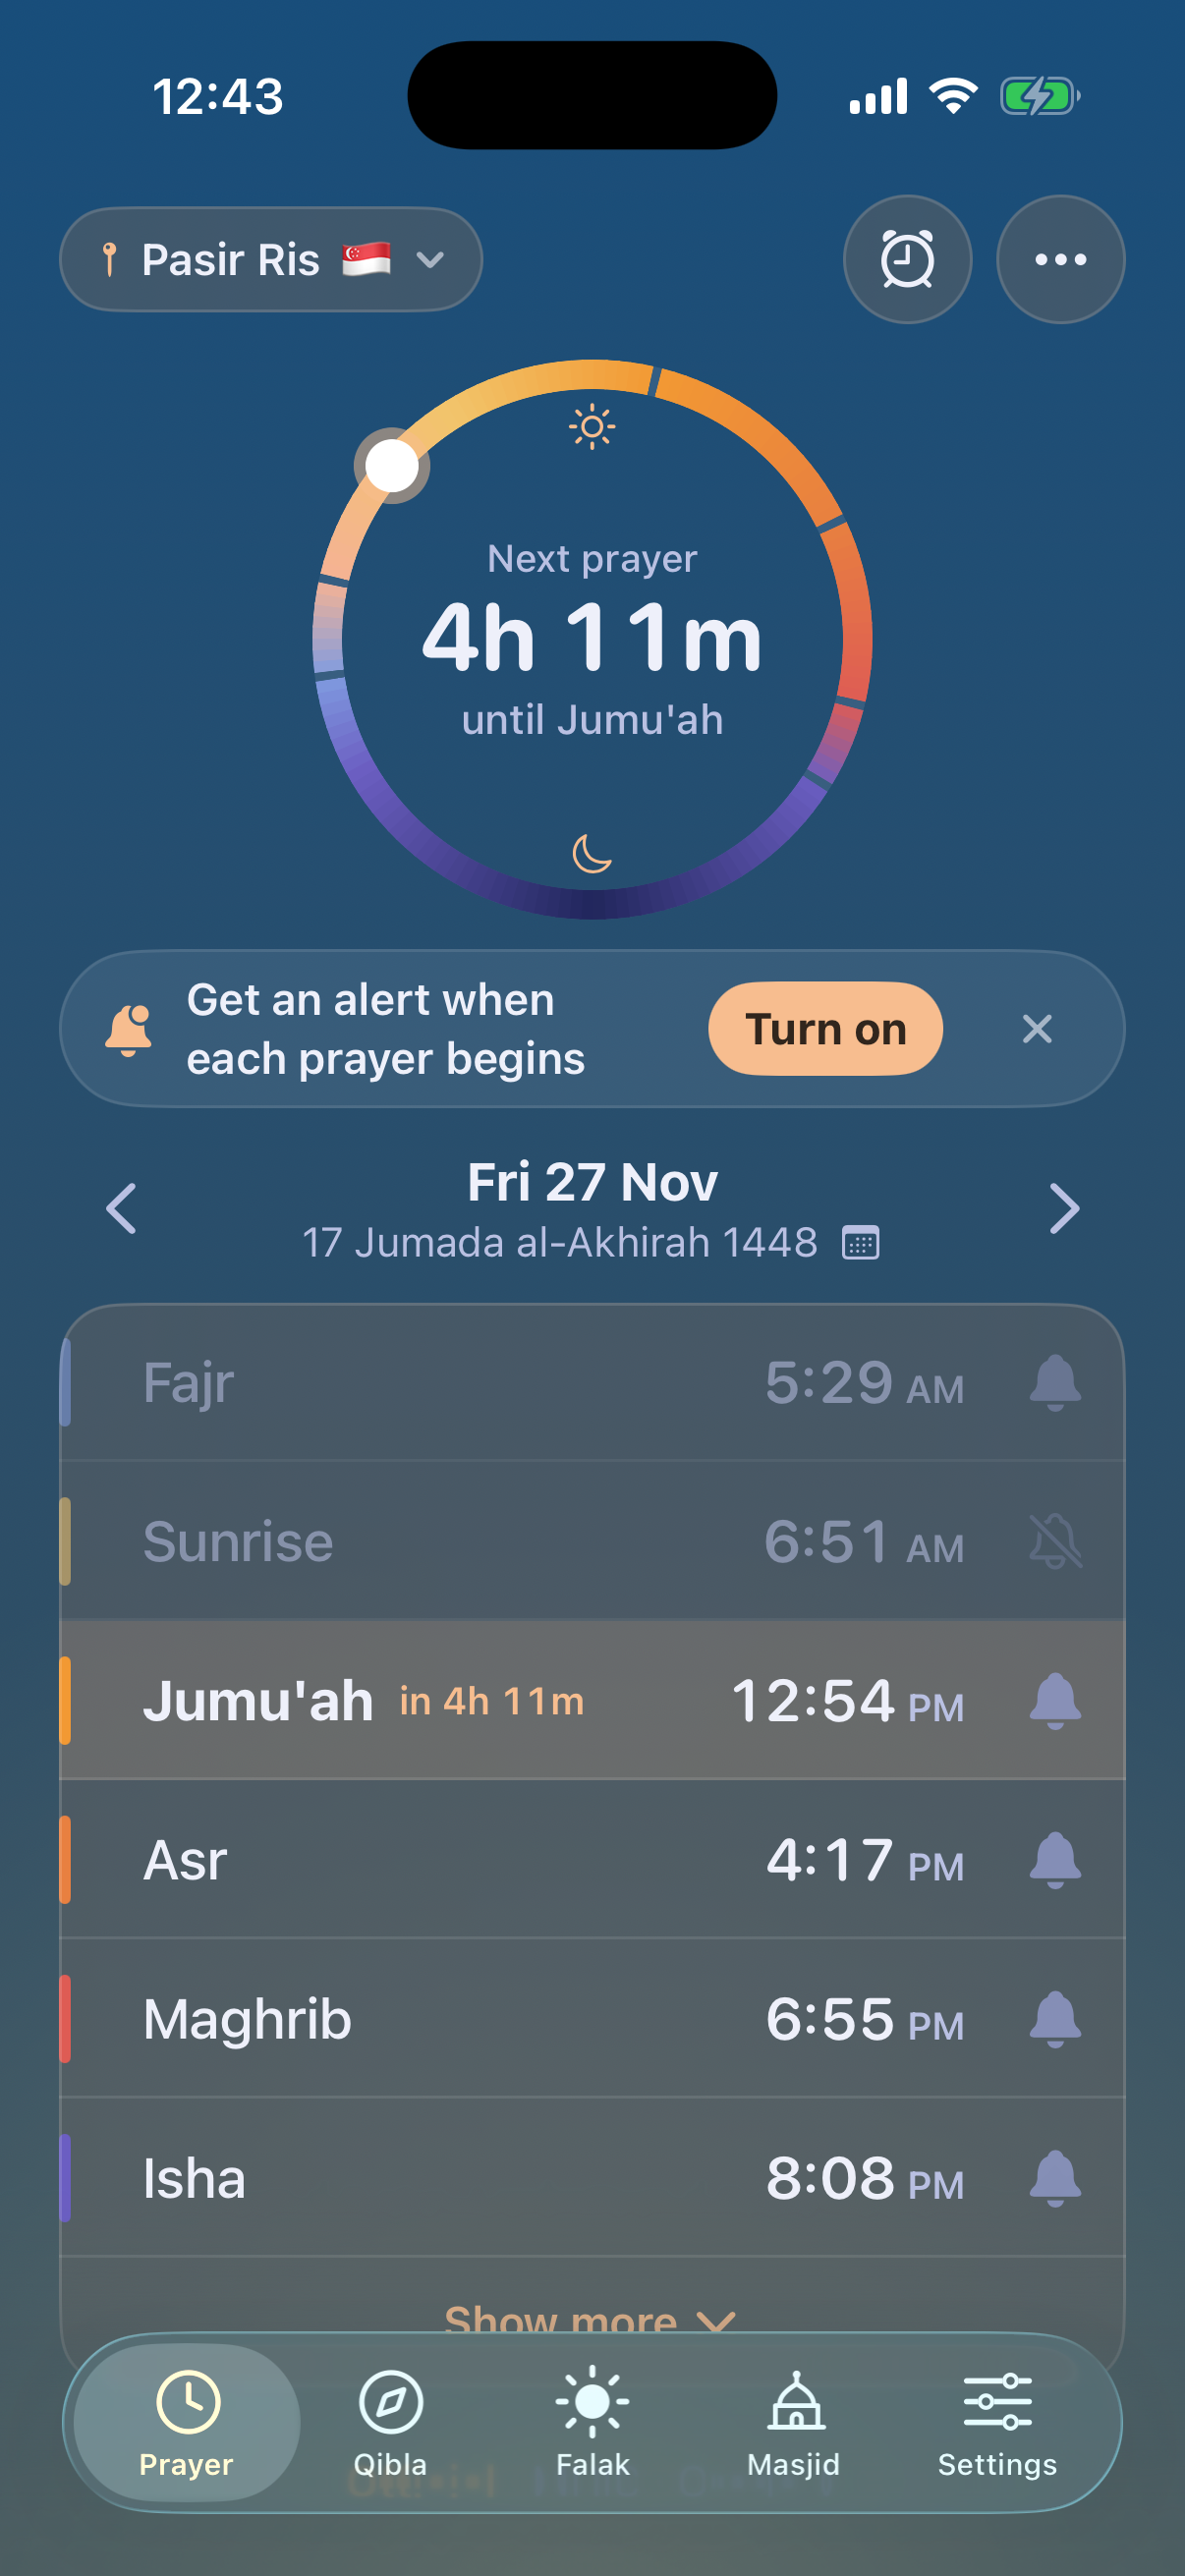 12:43
Pasir Ris 🇸🇬
Next prayer
4h 11m
until Jumu'ah
Get an alert when
each prayer begins
Turn on
Fri 27 Nov
17 Jumada al-Akhirah 1448
Fajr 5:29 AM
Sunrise 6:51 AM
Jumu'ah in 4h 11m 12:54 PM
Asr 4:17 PM
Maghrib 6:55 PM
Isha 8:08 PM
Show more
Prayer Qibla Falak Masjid Settings